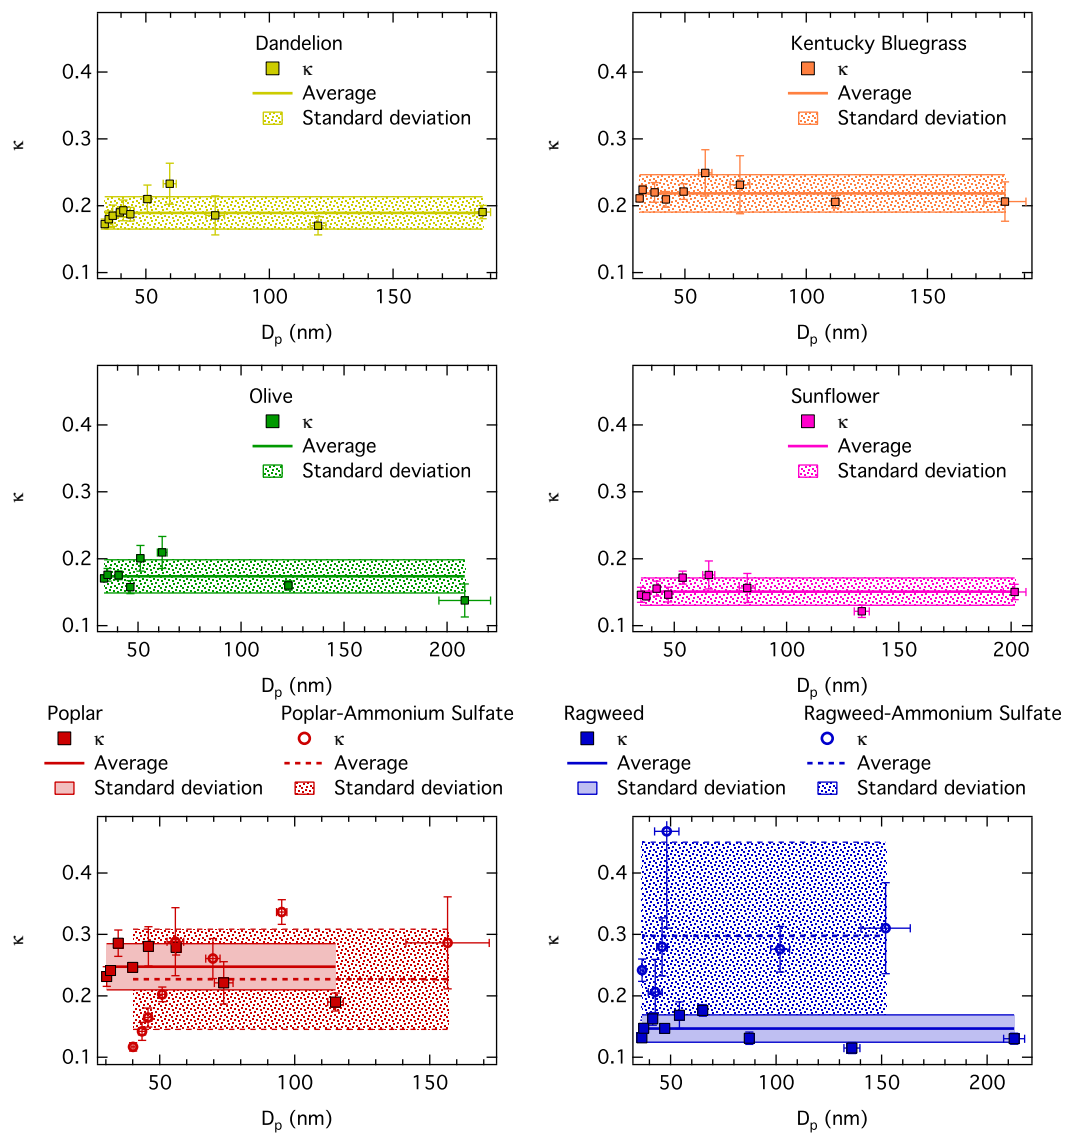 Dandelion
κ
Average
Standard deviation
κ
0.4
0.3
0.2
0.1
50
100
150
D_p (nm)
Kentucky Bluegrass
κ
Average
Standard deviation
κ
0.4
0.3
0.2
0.1
50
100
150
D_p (nm)
Olive
κ
Average
Standard deviation
κ
0.4
0.3
0.2
0.1
50
100
150
200
D_p (nm)
Sunflower
κ
Average
Standard deviation
κ
0.4
0.3
0.2
0.1
50
100
150
200
D_p (nm)
Poplar
κ
Average
Standard deviation
Poplar-Ammonium Sulfate
κ
Average
Standard deviation
κ
0.4
0.3
0.2
0.1
50
100
150
D_p (nm)
Ragweed
κ
Average
Standard deviation
Ragweed-Ammonium Sulfate
κ
Average
Standard deviation
κ
0.4
0.3
0.2
0.1
50
100
150
200
D_p (nm)